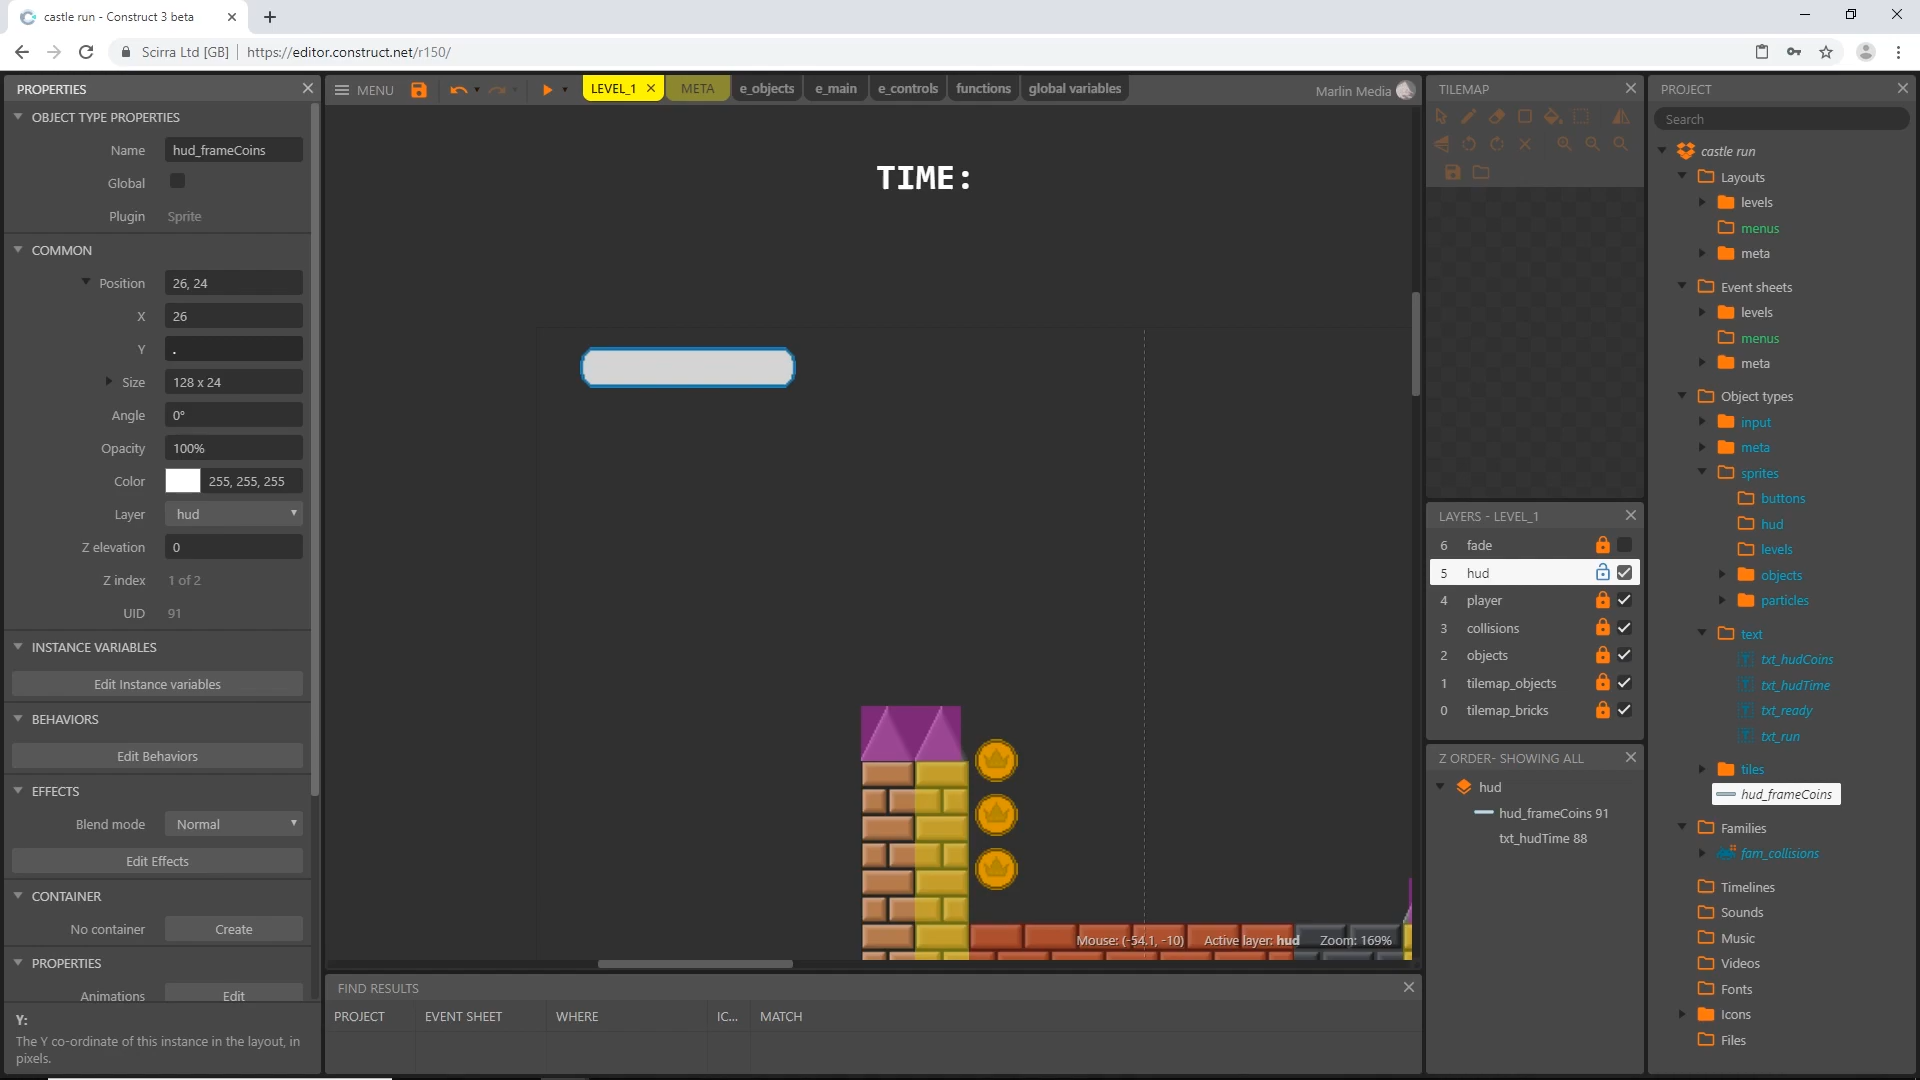 castle run - Construct 3 beta
Scirra Ltd [GB] https://editor.construct.net/r150/
PROPERTIES
OBJECT TYPE PROPERTIES
Name hud_frameCoins
Global
Plugin Sprite
COMMON
Position 26, 24
X 26
Y .
Size 128 x 24
Angle 0°
Opacity 100%
Color 255, 255, 255
Layer hud
Z elevation 0
Z index 1 of 2
UID 91
INSTANCE VARIABLES
Edit Instance variables
BEHAVIORS
Edit Behaviors
EFFECTS
Blend mode Normal
Edit Effects
CONTAINER
No container Create
PROPERTIES
Animations Edit
Y:
The Y co-ordinate of this instance in the layout, in
pixels.
MENU
LEVEL_1 META e_objects e_main e_controls functions global variables
Marlin Media
TIME:
Mouse: (-54.1, -10) Active layer: hud Zoom: 169%
FIND RESULTS
PROJECT EVENT SHEET WHERE IC... MATCH
TILEMAP
LAYERS - LEVEL_1
6 fade
5 hud
4 player
3 collisions
2 objects
1 tilemap_objects
0 tilemap_bricks
Z ORDER- SHOWING ALL
hud
hud_frameCoins 91
txt_hudTime 88
PROJECT
Search
castle run
Layouts
levels
menus
meta
Event sheets
levels
menus
meta
Object types
input
meta
sprites
buttons
hud
levels
objects
particles
text
txt_hudCoins
txt_hudTime
txt_ready
txt_run
tiles
hud_frameCoins
Families
fam_collisions
Timelines
Sounds
Music
Videos
Fonts
Icons
Files